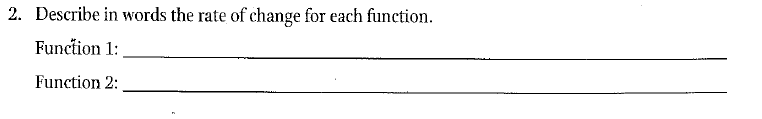 2. Describe in words the rate of change for each function.
Function 1:
Function 2: